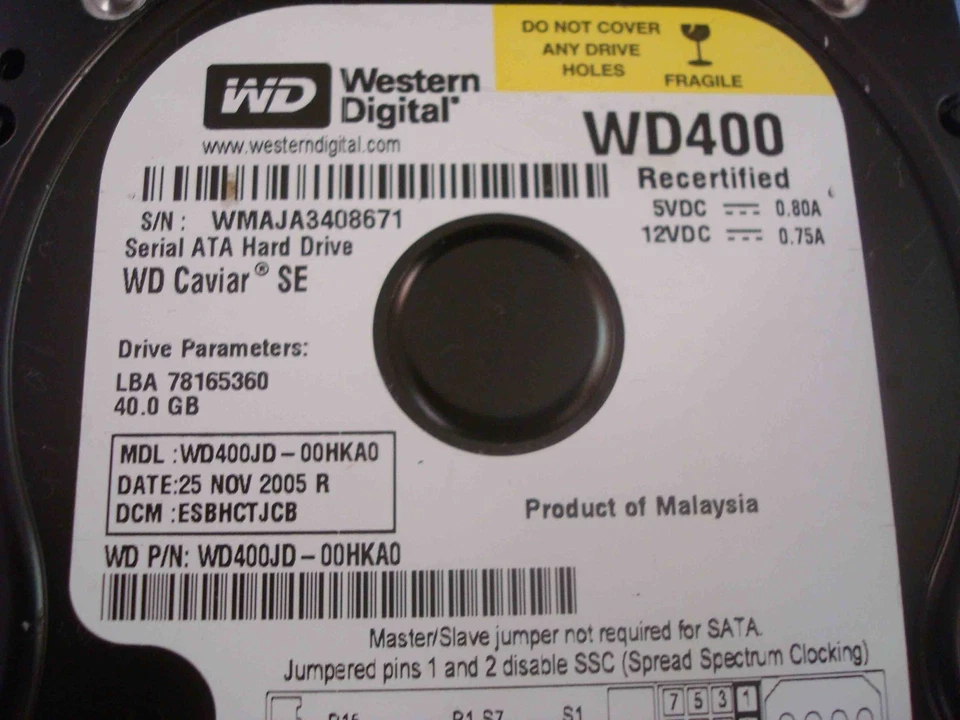 DO NOT COVER
ANY DRIVE
HOLES
FRAGILE
WD
Western
Digital
www.westerndigital.com
WD400
Recertified
5VDC 0.80A
12VDC 0.75A
S/N : WMAJA3408671
Serial ATA Hard Drive
WD Caviar® SE
Drive Parameters:
LBA 78165360
40.0 GB
MDL :WD400JD – 00HKA0
DATE:25 NOV 2005 R
DCM :ESBHCTJCB
Product of Malaysia
WD P/N: WD400JD – 00HKA0
Master/Slave jumper not required for SATA.
Jumpered pins 1 and 2 disable SSC (Spread Spectrum Clocking)
7 5 3 1
S7 S1